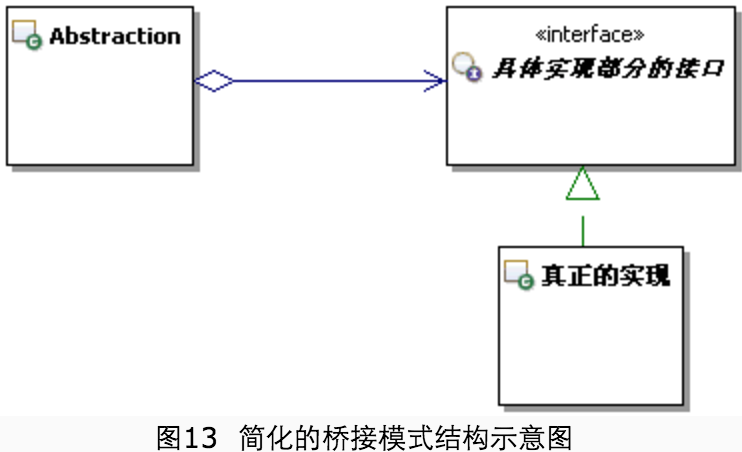 Abstraction
«interface»
具体实现部分的接口
真正的实现
图13 简化的桥接模式结构示意图